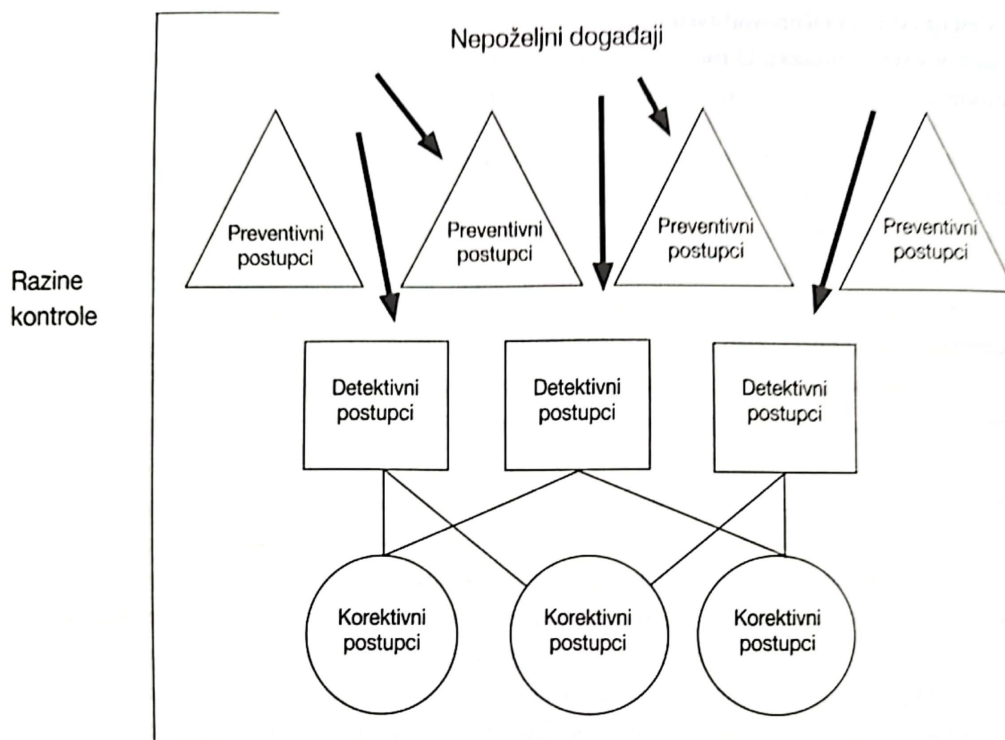 Nepoželjni događaji
Preventivni
postupci
Preventivni
postupci
Preventivni
postupci
Preventivni
postupci
Razine
kontrole
Detektivni
postupci
Detektivni
postupci
Detektivni
postupci
Korektivni
postupci
Korektivni
postupci
Korektivni
postupci